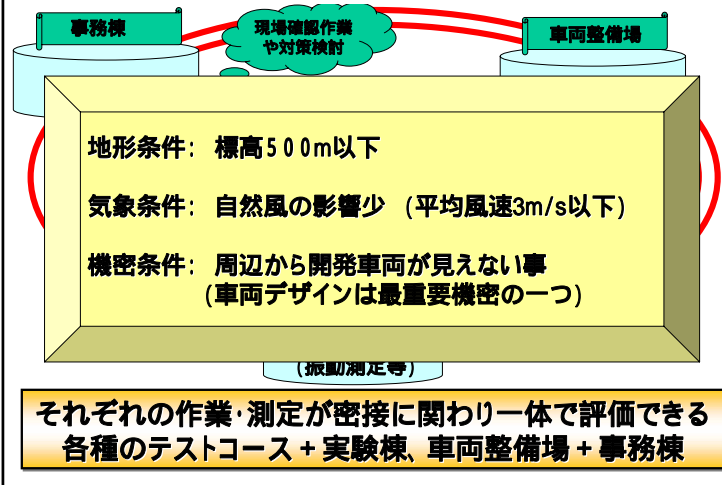 事務棟
現場確認作業
や対策検討
車両整備場
地形条件: 標高500m以下
気象条件: 自然風の影響少 (平均風速3m/s以下)
機密条件: 周辺から開発車両が見えない事
(車両デザインは最重要機密の一つ)
(振動測定等)
それぞれの作業・測定が密接に関わり一体で評価できる
各種のテストコース+実験棟、車両整備場+事務棟